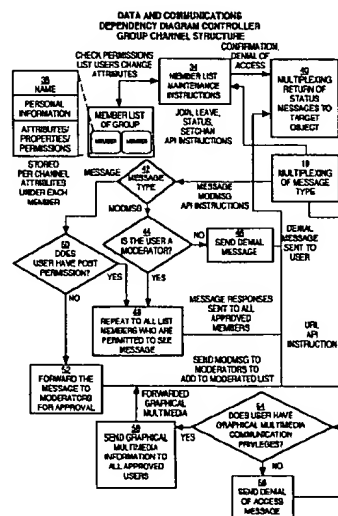 DATA AND COMMUNICATIONS
DEPENDENCY DIAGRAM CONTROLLER
GROUP CHANNEL STRUCTURE
CHECK PERMISSIONS
LIST USERS CHANGE
ATTRIBUTES
34
MEMBER LIST
MAINTENANCE
INSTRUCTIONS
CONFIRMATION,
DENIAL OF
ACCESS
40
MULTIPLEXING
RETURN OF
STATUS
MESSAGES TO
TARGET
OBJECT
38
NAME
PERSONAL
INFORMATION
ATTRIBUTES/
PROPERTIES/
PERMISSIONS
MEMBER LIST
OF GROUP
MEMBER
MEMBER
JOIN, LEAVE,
STATUS,
SETCHAN
API INSTRUCTIONS
STORED
PER CHANNEL
ATTRIBUTES
UNDER EACH
MEMBER
MESSAGE
42
MESSAGE
TYPE
MULTIPLEXING
OF MESSAGE
TYPE
MESSAGE
MODMSG
API INSTRUCTIONS
MODMSG
44
IS THE USER A
MODERATOR?
NO
SEND DENIAL MESSAGE
DENIAL
MESSAGE
SENT TO
USER
50
DOES
USER HAVE POST
PERMISSION?
YES
YES
NO
REPEAT TO ALL LIST
MEMBERS WHO ARE
PERMITTED TO SEE
MESSAGE
MESSAGE RESPONSES
SENT TO ALL
APPROVED
MEMBERS
URL
API
INSTRUCTION
52
FORWARD THE
MESSAGE TO
MODERATORS
FOR APPROVAL
SEND MODMSG TO
MODERATORS TO
ADD TO MODERATED LIST
FORWARDED
GRAPHICAL
MULTIMEDIA
54
DOES USER HAVE
GRAPHICAL MULTIMEDIA
COMMUNICATION
PRIVILEGES?
YES
SEND GRAPHICAL
MULTIMEDIA
INFORMATION TO
ALL APPROVED
USERS
NO
SEND DENIAL
OF ACCESS
MESSAGE